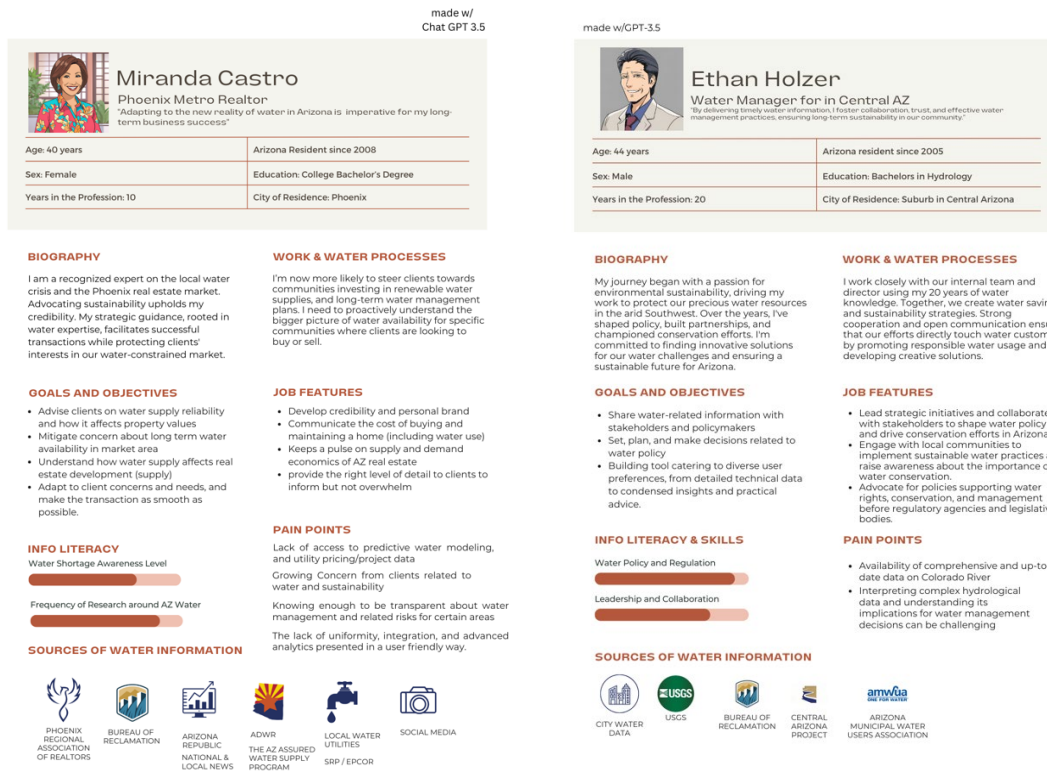 made w/
Chat GPT 3.5
Miranda Castro
Phoenix Metro Realtor
"Adapting to the new reality of water in Arizona is imperative for my long-
term business success"
Age: 40 years
Arizona Resident since 2008
Sex: Female
Education: College Bachelor's Degree
Years in the Profession: 10
City of Residence: Phoenix
BIOGRAPHY
I am a recognized expert on the local water
crisis and the Phoenix real estate market.
Advocating sustainability upholds my
credibility. My strategic guidance, rooted in
water expertise, facilitates successful
transactions while protecting clients'
interests in our water-constrained market.
WORK & WATER PROCESSES
I'm now more likely to steer clients towards
communities investing in renewable water
supplies, and long-term water management
plans. I need to proactively understand the
bigger picture of water availability for specific
communities where clients are looking to
buy or sell.
GOALS AND OBJECTIVES
• Advise clients on water supply reliability
and how it affects property values
• Mitigate concern about long term water
availability in market area
• Understand how water supply affects real
estate development (supply)
• Adapt to client concerns and needs, and
make the transaction as smooth as
possible.
JOB FEATURES
• Develop credibility and personal brand
• Communicate the cost of buying and
maintaining a home (including water use)
• Keeps a pulse on supply and demand
economics of AZ real estate
• provide the right level of detail to clients to
inform but not overwhelm
PAIN POINTS
Lack of access to predictive water modeling,
and utility pricing/project data
Growing Concern from clients related to
water and sustainability
Knowing enough to be transparent about water
management and related risks for certain areas
The lack of uniformity, integration, and advanced
analytics presented in a user friendly way.
INFO LITERACY
Water Shortage Awareness Level
Frequency of Research around AZ Water
SOURCES OF WATER INFORMATION
PHOENIX
REGIONAL
ASSOCIATION
OF REALTORS
BUREAU OF
RECLAMATION
ARIZONA
REPUBLIC
NATIONAL &
LOCAL NEWS
ADWR
THE AZ ASSURED
WATER SUPPLY
PROGRAM
LOCAL WATER
UTILITIES
SRP / EPCOR
SOCIAL MEDIA
made w/GPT-3.5
Ethan Holzer
Water Manager for in Central AZ
"By delivering timely water information, I foster collaboration, trust, and effective water
management practices, ensuring long-term sustainability in our community."
Age: 44 years
Arizona resident since 2005
Sex: Male
Education: Bachelors in Hydrology
Years in the Profession: 20
City of Residence: Suburb in Central Arizona
BIOGRAPHY
My journey began with a passion for
environmental sustainability, driving my
work to protect our precious water resources
in the arid Southwest. Over the years, I've
shaped policy, built partnerships, and
championed conservation efforts. I'm
committed to finding innovative solutions
for our water challenges and ensuring a
sustainable future for Arizona.
WORK & WATER PROCESSES
I work closely with our internal team and
director using my 20 years of water
knowledge. Together, we create water savin
and sustainability strategies. Strong
cooperation and open communication ensu
that our efforts directly touch water custom
by promoting responsible water usage and
developing creative solutions.
GOALS AND OBJECTIVES
• Share water-related information with
stakeholders and policymakers
• Set, plan, and make decisions related to
water policy
• Building tool catering to diverse user
preferences, from detailed technical data
to condensed insights and practical
advice.
JOB FEATURES
• Lead strategic initiatives and collaborate
with stakeholders to shape water policy
and drive conservation efforts in Arizona
• Engage with local communities to
implement sustainable water practices a
raise awareness about the importance o
water conservation.
• Advocate for policies supporting water
rights, conservation, and management
before regulatory agencies and legislativ
bodies.
INFO LITERACY & SKILLS
Water Policy and Regulation
Leadership and Collaboration
PAIN POINTS
• Availability of comprehensive and up-to
date data on Colorado River
• Interpreting complex hydrological
data and understanding its
implications for water management
decisions can be challenging
SOURCES OF WATER INFORMATION
CITY WATER
DATA
USGS
USGS
BUREAU OF
RECLAMATION
CENTRAL
ARIZONA
PROJECT
amwua
ONE FOR WATER
ARIZONA
MUNICIPAL WATER
USERS ASSOCIATION